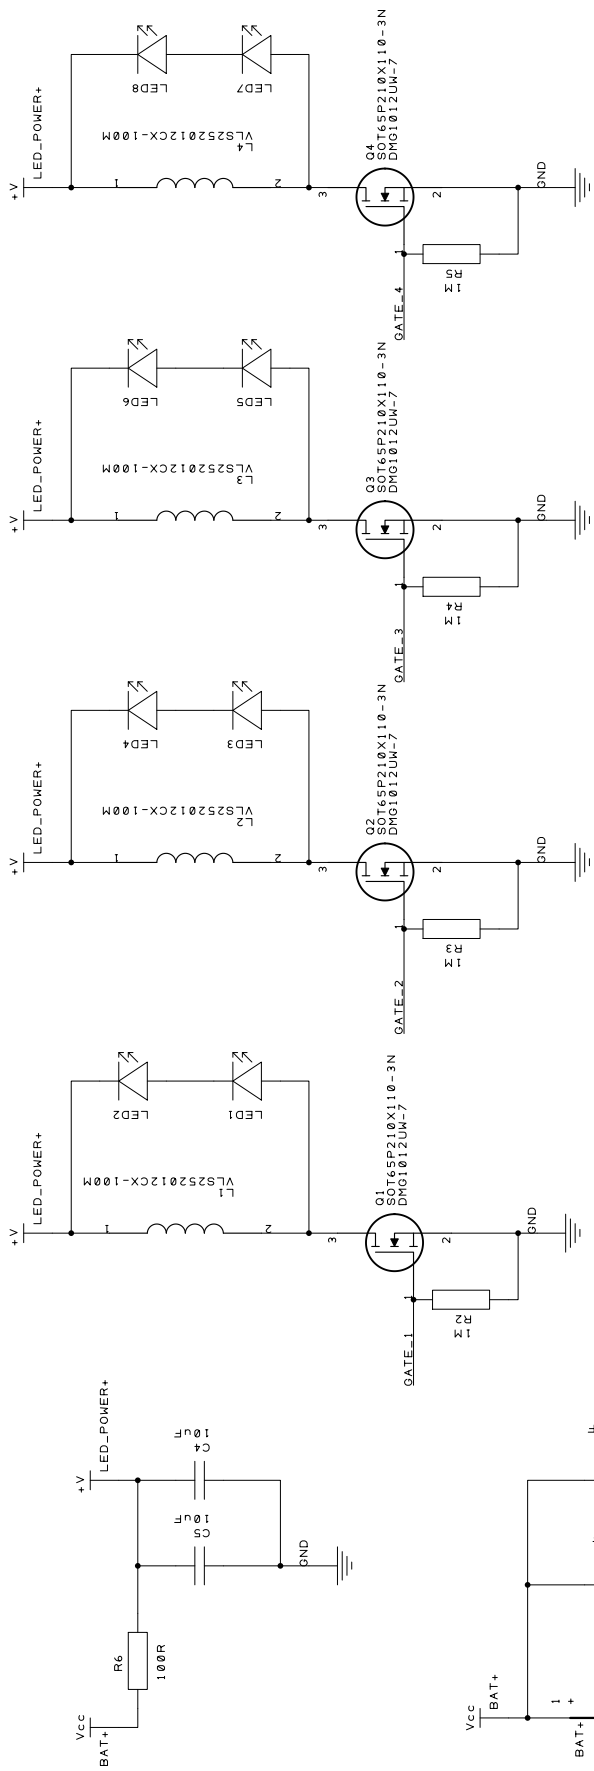 +V
LED_POWER+
LED8
LED7
VLS252012CX-100M
L4
1
2
3
Q4
SOT65P210X110-3N
DMG1012UW-7
2
GND
1
R5
1M
GATE_4
+V
LED_POWER+
LED6
LED5
VLS252012CX-100M
L3
1
2
3
Q3
SOT65P210X110-3N
DMG1012UW-7
2
GND
1
R4
1M
GATE_3
+V
LED_POWER+
LED4
LED3
VLS252012CX-100M
L2
1
2
3
Q2
SOT65P210X110-3N
DMG1012UW-7
2
GND
1
R3
1M
GATE_2
+V
LED_POWER+
LED2
LED1
VLS252012CX-100M
L1
1
2
3
Q1
SOT65P210X110-3N
DMG1012UW-7
2
GND
1
R2
1M
GATE_1
+V
LED_POWER+
10uF
C4
10uF
C5
GND
R6
100R
Vcc
BAT+
Vcc
BAT+
1
+
BAT+